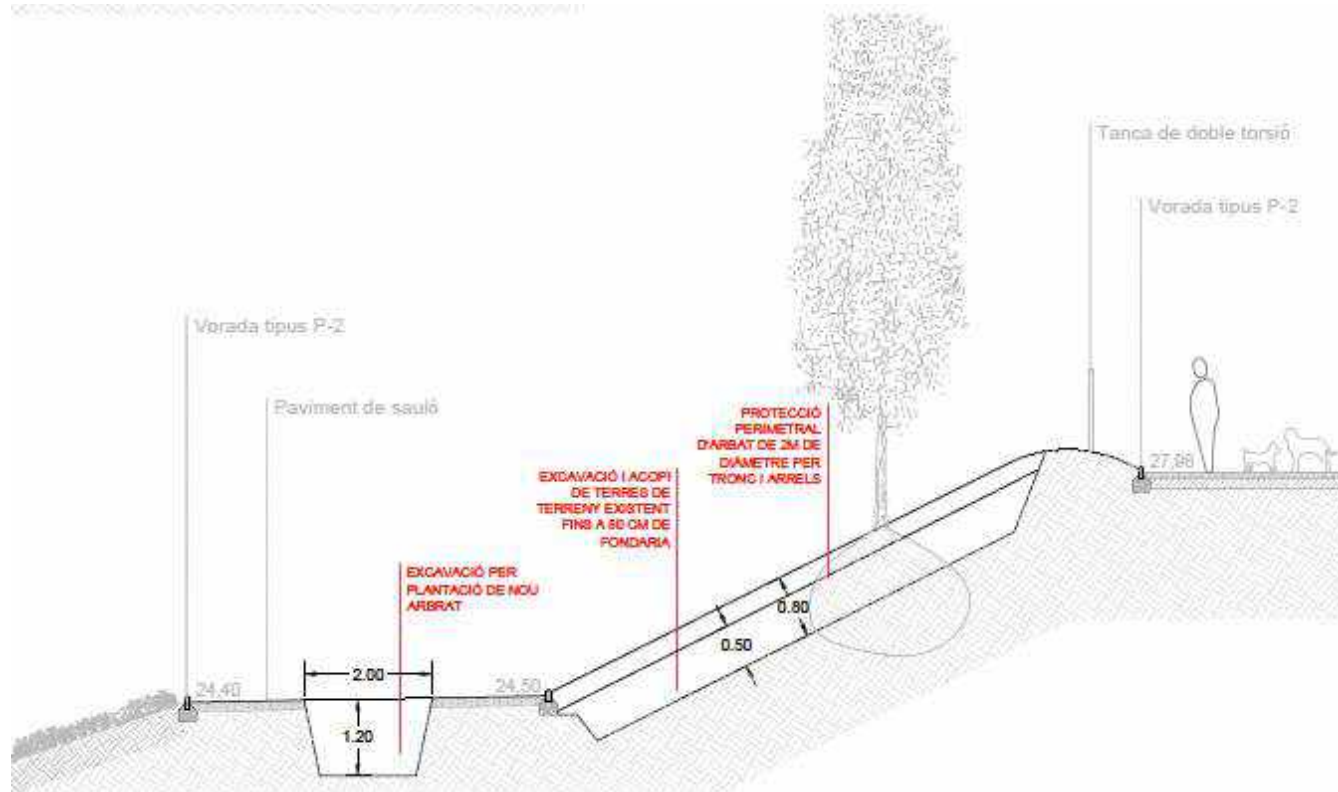 Tanca de doble torsió
Vorada tipus P-2
Vorada tipus P-2
Paviment de sauló
PROTECCIÓ
PERIMETRAL
D'ARBAT DE 2M DE
DIÀMETRE PER
TRONC I ARRELS
27.96
EXCAVACIÓ I ACOPI
DE TERRES DE
TERRENY EXISTENT
FINS A 50 CM DE
FONDARIA
EXCAVACIÓ PER
PLANTACIÓ DE NOU
ARBRAT
0.80
0.50
2.00
24.40
24.50
1.20